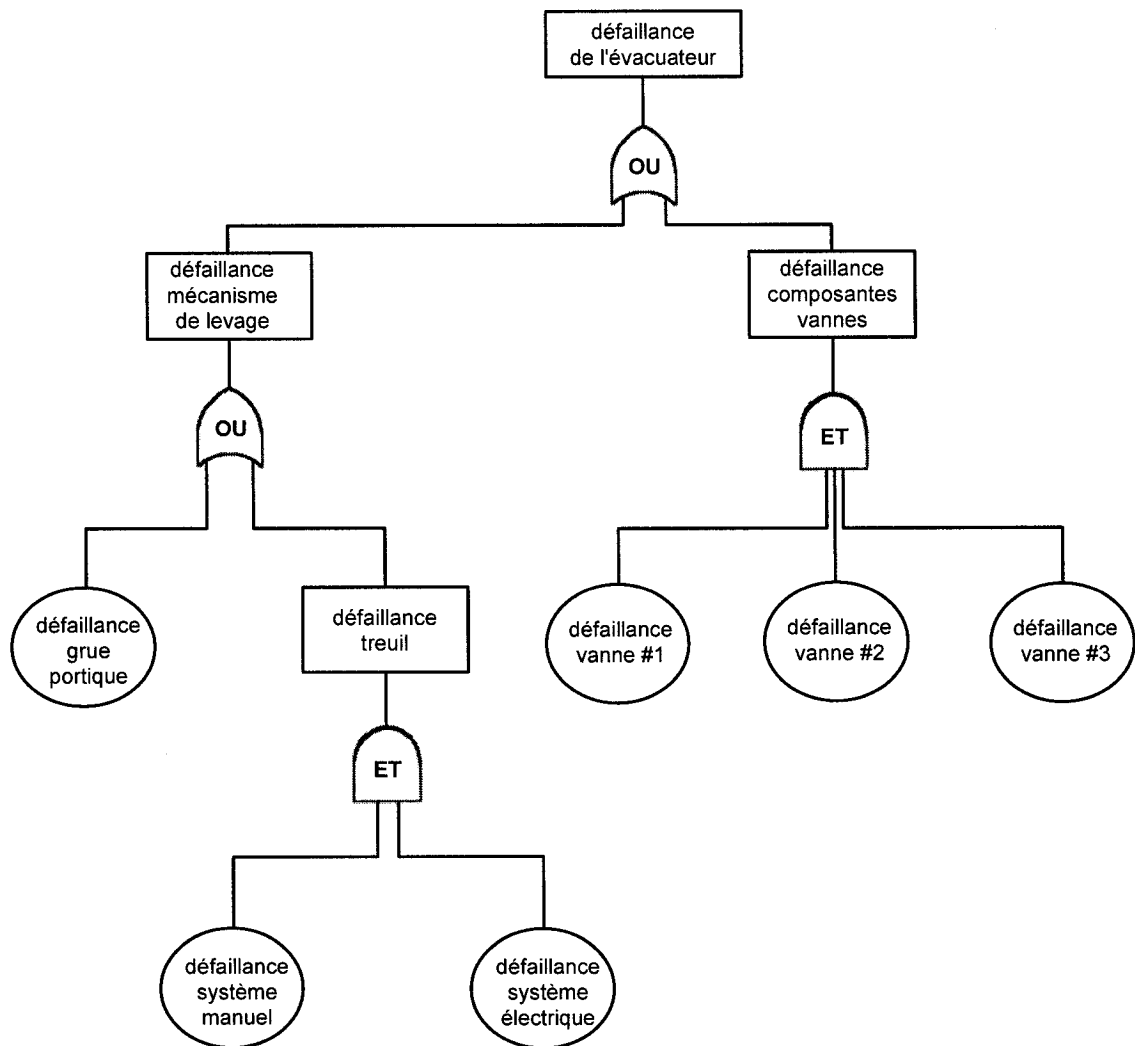 défaillance
de l'évacuateur
OU
défaillance
mécanisme
de levage
défaillance
composantes
vannes
OU
ET
défaillance
grue
portique
défaillance
treuil
défaillance
vanne #1
défaillance
vanne #2
défaillance
vanne #3
ET
défaillance
système
manuel
défaillance
système
électrique